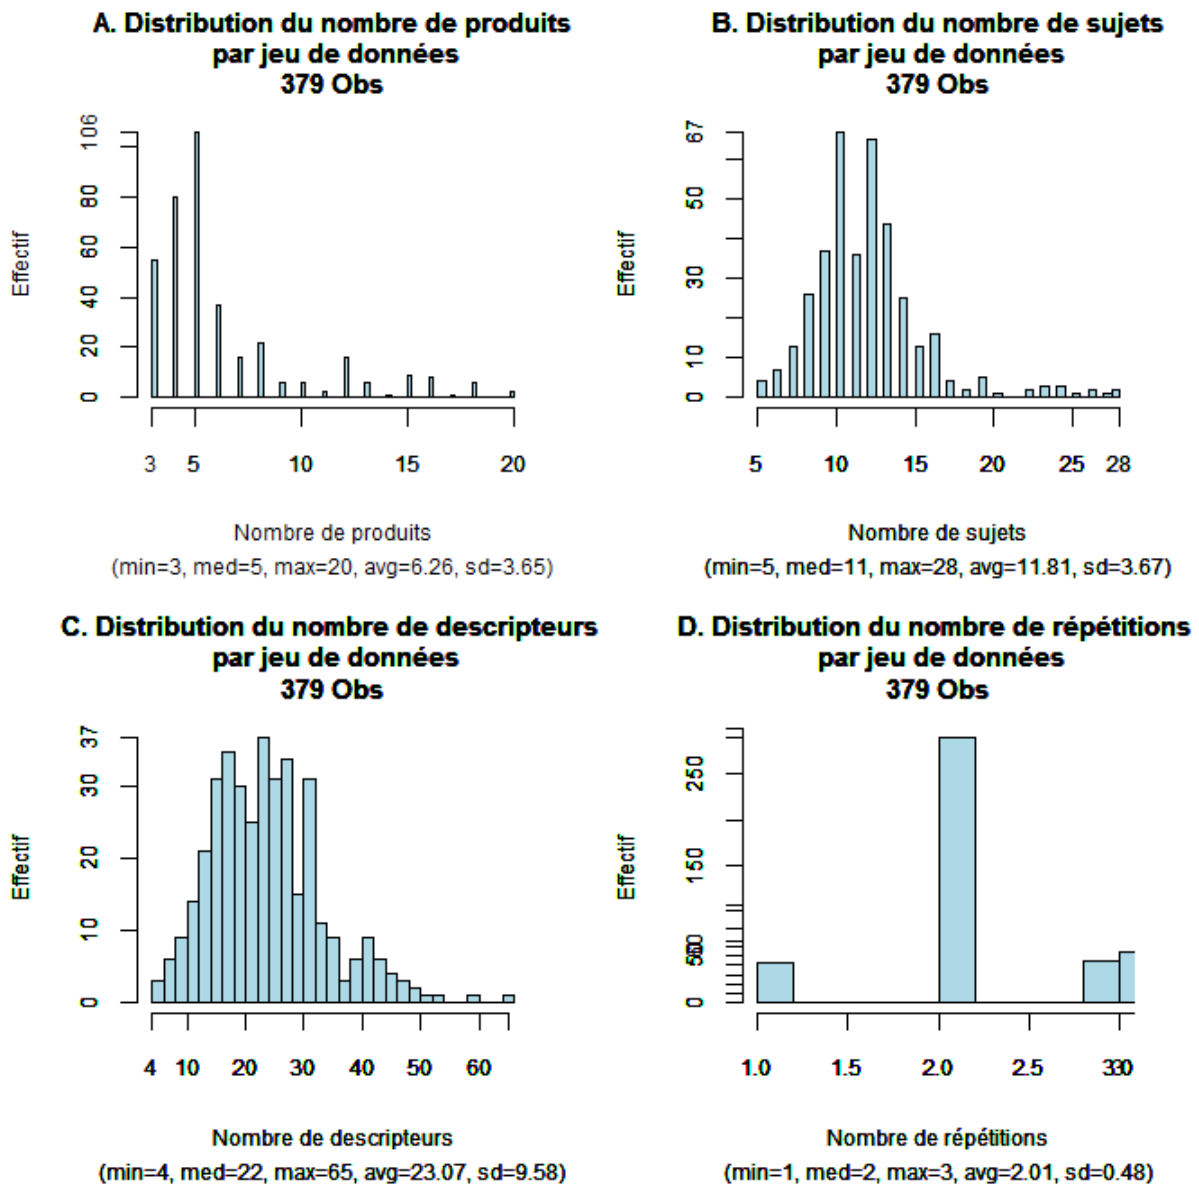 A. Distribution du nombre de produits
par jeu de données
379 Obs
Effectif
0
20
40
60
80
106
3 5 10 15 20
Nombre de produits
(min=3, med=5, max=20, avg=6.26, sd=3.65)
B. Distribution du nombre de sujets
par jeu de données
379 Obs
Effectif
0
10
30
50
67
5 10 15 20 25 28
Nombre de sujets
(min=5, med=11, max=28, avg=11.81, sd=3.67)
C. Distribution du nombre de descripteurs
par jeu de données
379 Obs
Effectif
0
10
20
30
37
4 10 20 30 40 50 60
Nombre de descripteurs
(min=4, med=22, max=65, avg=23.07, sd=9.58)
D. Distribution du nombre de répétitions
par jeu de données
379 Obs
Effectif
0
150
250
1.0 1.5 2.0 2.5
Nombre de répétitions
(min=1, med=2, max=3, avg=2.01, sd=0.48)